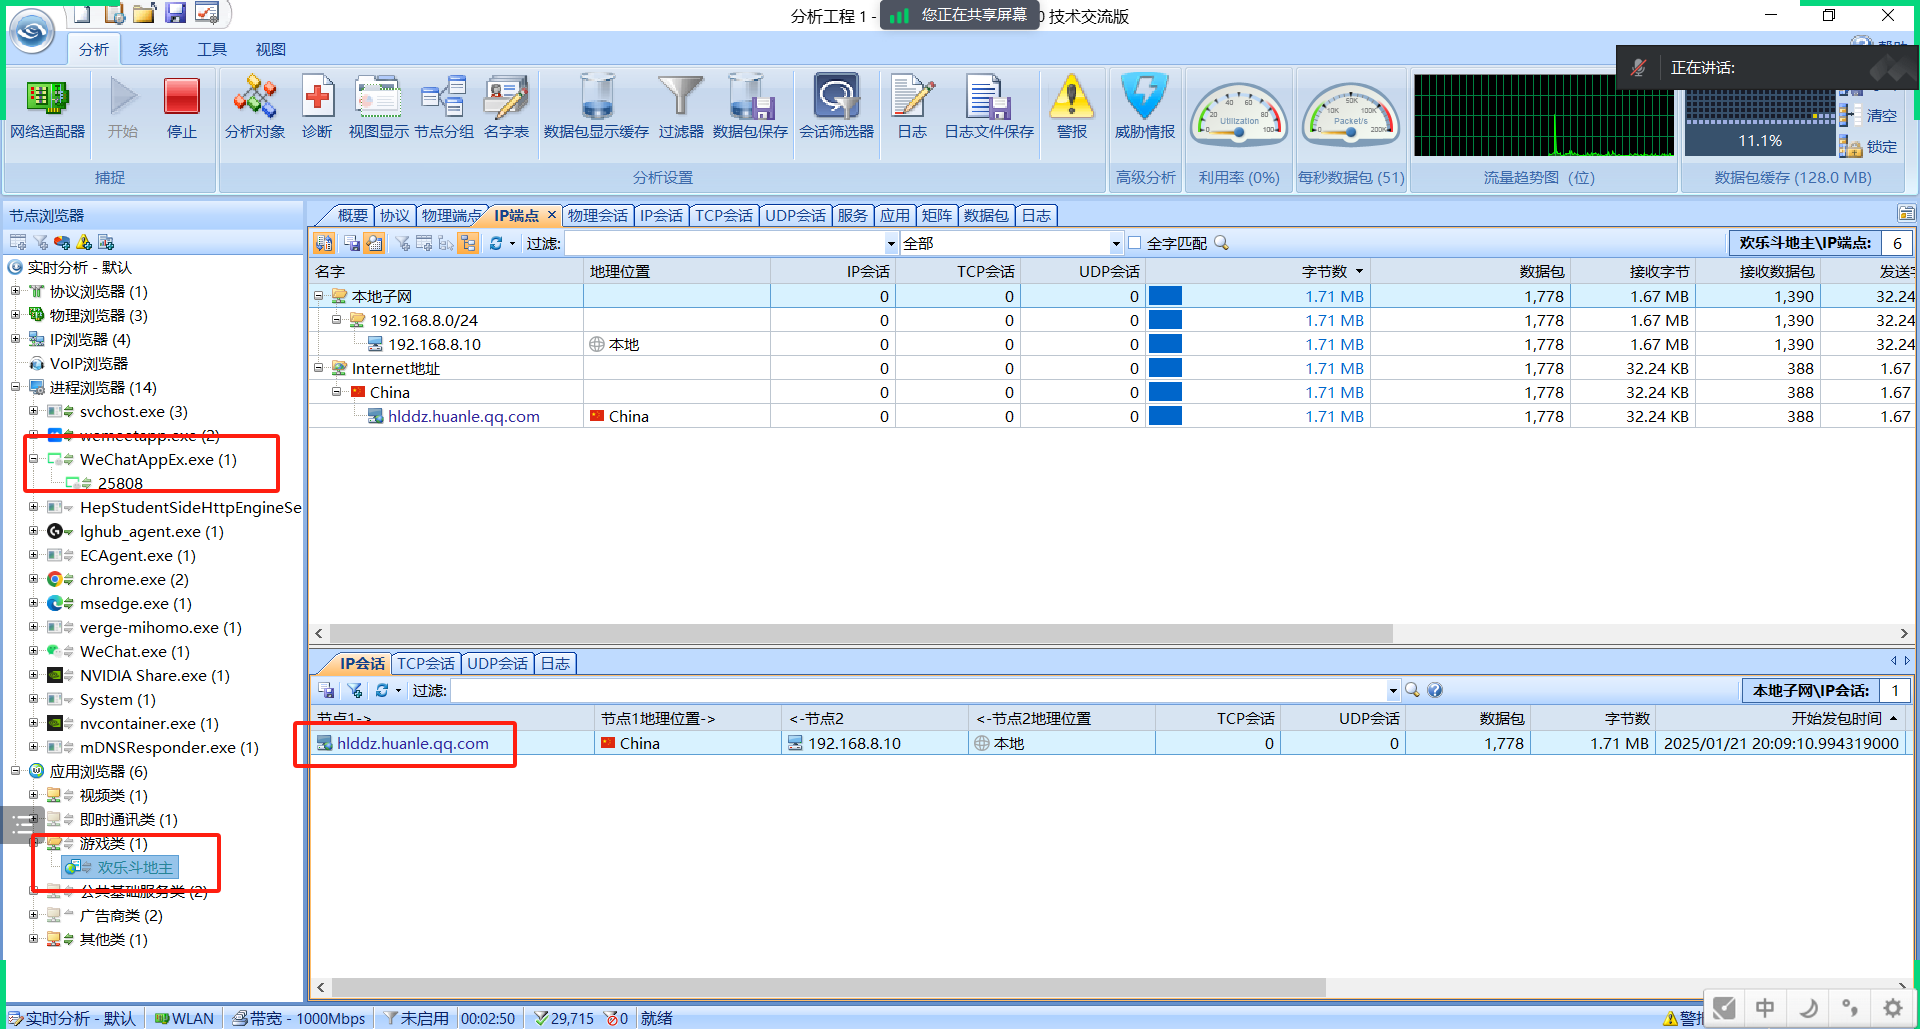 分析工程 1 -
您正在共享屏幕
0 技术交流版
分析
系统
工具
视图
帮助
正在讲话:
网络适配器
开始
停止
分析对象
诊断
视图显示
节点分组
名字表
数据包显示缓存
过滤器
数据包保存
会话筛选器
日志
日志文件保存
警报
威胁情报
Utilization
Packet/s
11.1%
清空
锁定
捕捉
分析设置
高级分析
利用率 (0%)
每秒数据包 (51)
流量趋势图 (位)
数据包缓存 (128.0 MB)
节点浏览器
概要 协议 物理端点 IP端点 × 物理会话 IP会话 TCP会话 UDP会话 服务 应用 矩阵 数据包 日志
过滤:
全部
全字匹配
欢乐斗地主\IP端点: 6
实时分析 - 默认
协议浏览器 (1)
物理浏览器 (3)
IP浏览器 (4)
VoIP浏览器
进程浏览器 (14)
svchost.exe (3)
wemeetapp.exe (2)
WeChatAppEx.exe (1)
25808
HepStudentSideHttpEngineSe
lghub_agent.exe (1)
ECAgent.exe (1)
chrome.exe (2)
msedge.exe (1)
verge-mihomo.exe (1)
WeChat.exe (1)
NVIDIA Share.exe (1)
System (1)
nvcontainer.exe (1)
mDNSResponder.exe (1)
应用浏览器 (6)
视频类 (1)
即时通讯类 (1)
游戏类 (1)
欢乐斗地主
公共基础服务类 (2)
广告商类 (2)
其他类 (1)
名字 地理位置 IP会话 TCP会话 UDP会话 字节数 数据包 接收字节 接收数据包 发送字
本地子网 0 0 0 1.71 MB 1,778 1.67 MB 1,390 32.24
192.168.8.0/24 0 0 0 1.71 MB 1,778 1.67 MB 1,390 32.24
192.168.8.10 本地 0 0 0 1.71 MB 1,778 1.67 MB 1,390 32.24
Internet地址 0 0 0 1.71 MB 1,778 32.24 KB 388 1.67
China 0 0 0 1.71 MB 1,778 32.24 KB 388 1.67
hlddz.huanle.qq.com China 0 0 0 1.71 MB 1,778 32.24 KB 388 1.67
IP会话 TCP会话 UDP会话 日志
过滤:
本地子网\IP会话: 1
节点1-> 节点1地理位置-> <-节点2 <-节点2地理位置 TCP会话 UDP会话 数据包 字节数 开始发包时间
hlddz.huanle.qq.com China 192.168.8.10 本地 0 0 1,778 1.71 MB 2025/01/21 20:09:10.994319000
实时分析 - 默认
WLAN
带宽 - 1000Mbps
未启用
00:02:50
29,715
0
就绪
警报
中